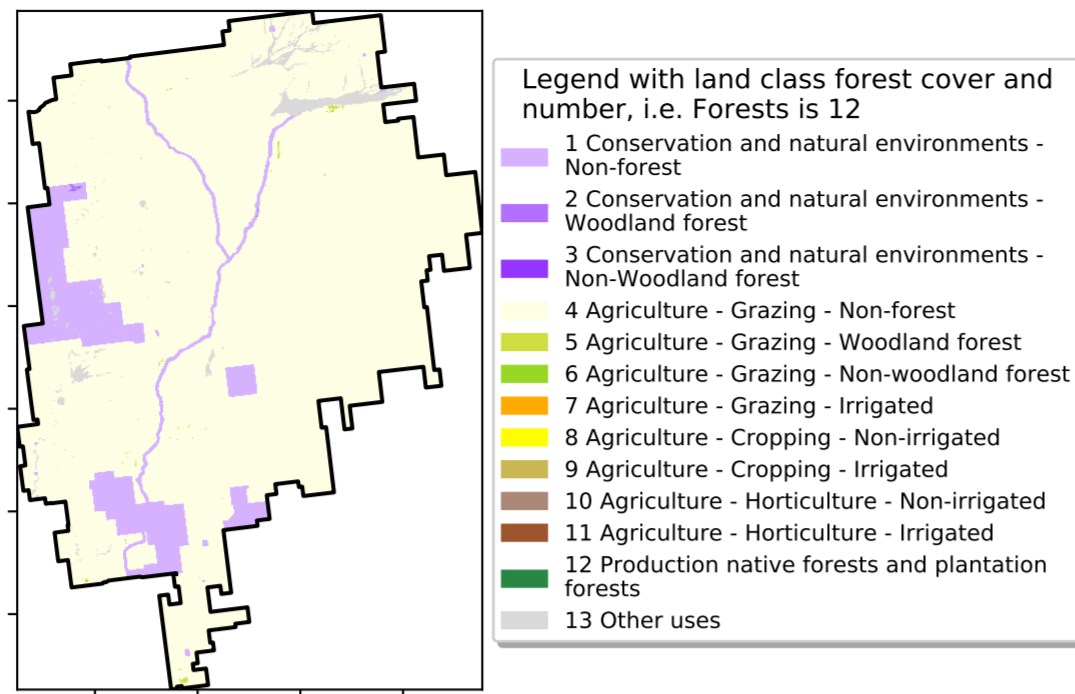 Legend with land class forest cover and
number, i.e. Forests is 12
1 Conservation and natural environments -
Non-forest
2 Conservation and natural environments -
Woodland forest
3 Conservation and natural environments -
Non-Woodland forest
4 Agriculture - Grazing - Non-forest
5 Agriculture - Grazing - Woodland forest
6 Agriculture - Grazing - Non-woodland forest
7 Agriculture - Grazing - Irrigated
8 Agriculture - Cropping - Non-irrigated
9 Agriculture - Cropping - Irrigated
10 Agriculture - Horticulture - Non-irrigated
11 Agriculture - Horticulture - Irrigated
12 Production native forests and plantation
forests
13 Other uses